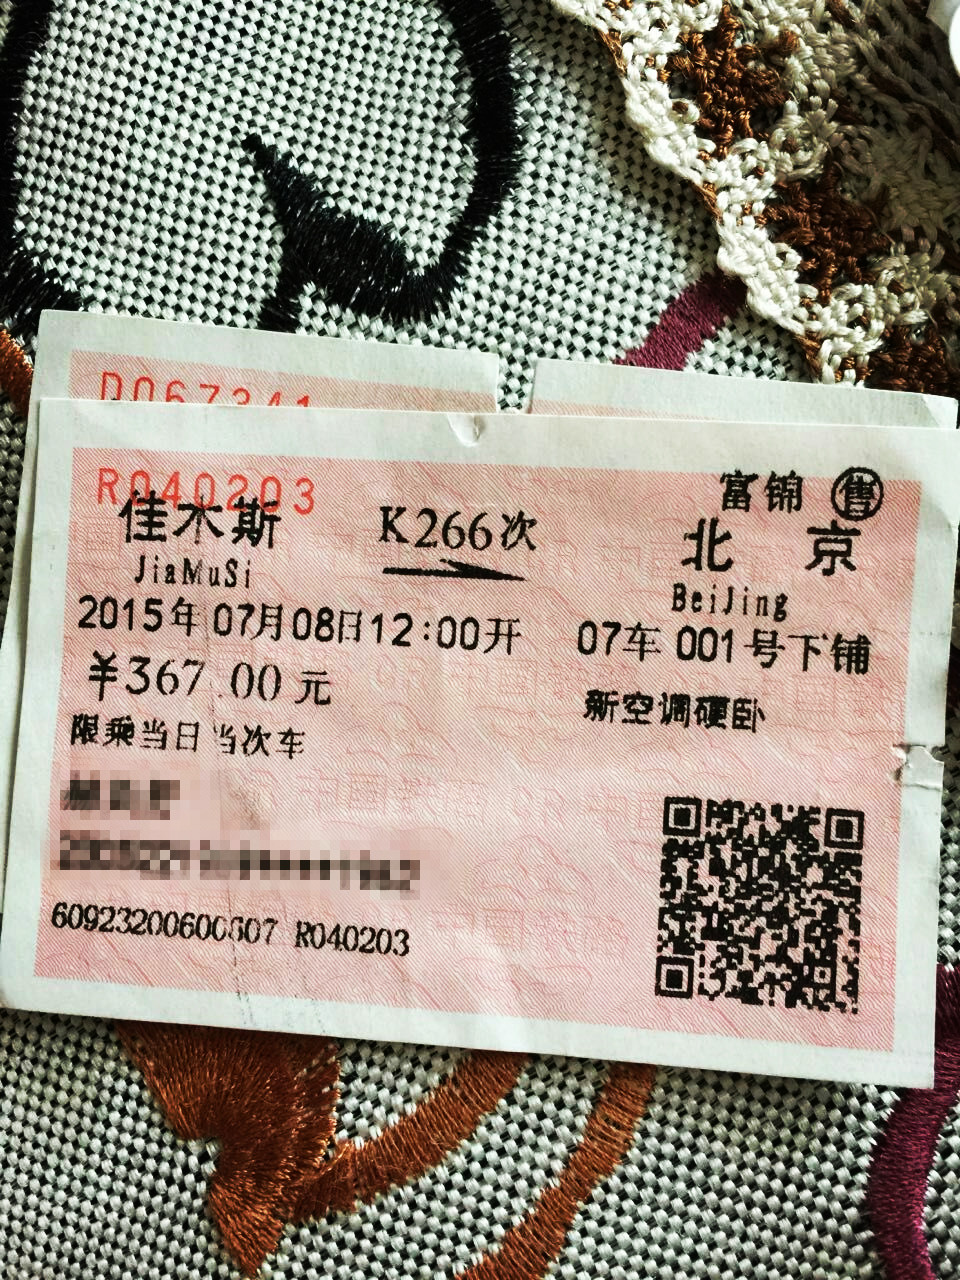 D067341
R040203
富锦 售
佳木斯 K266次 北京
JiaMuSi BeiJing
2015年07月08日12:00开 07车001号下铺
¥367.00元 新空调硬卧
限乘当日当次车
60923200600607 R040203